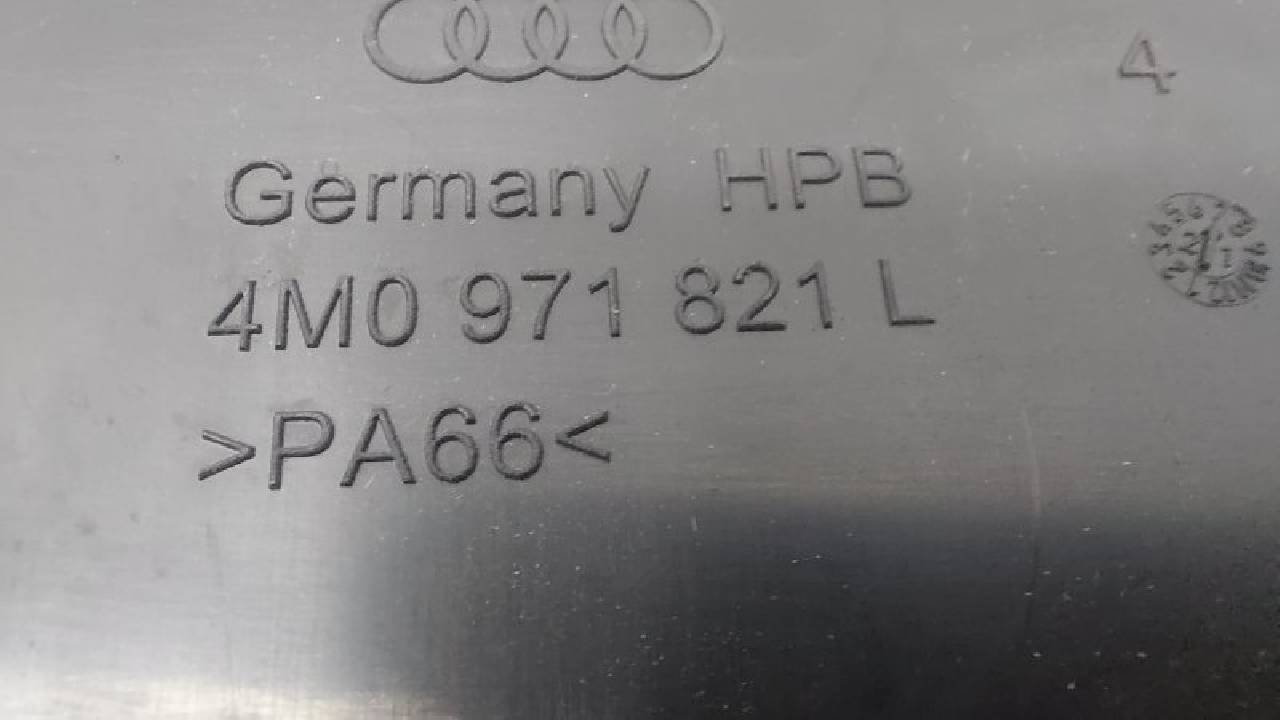 4
Germany HPB
4M0 971 821 L
>PA66<